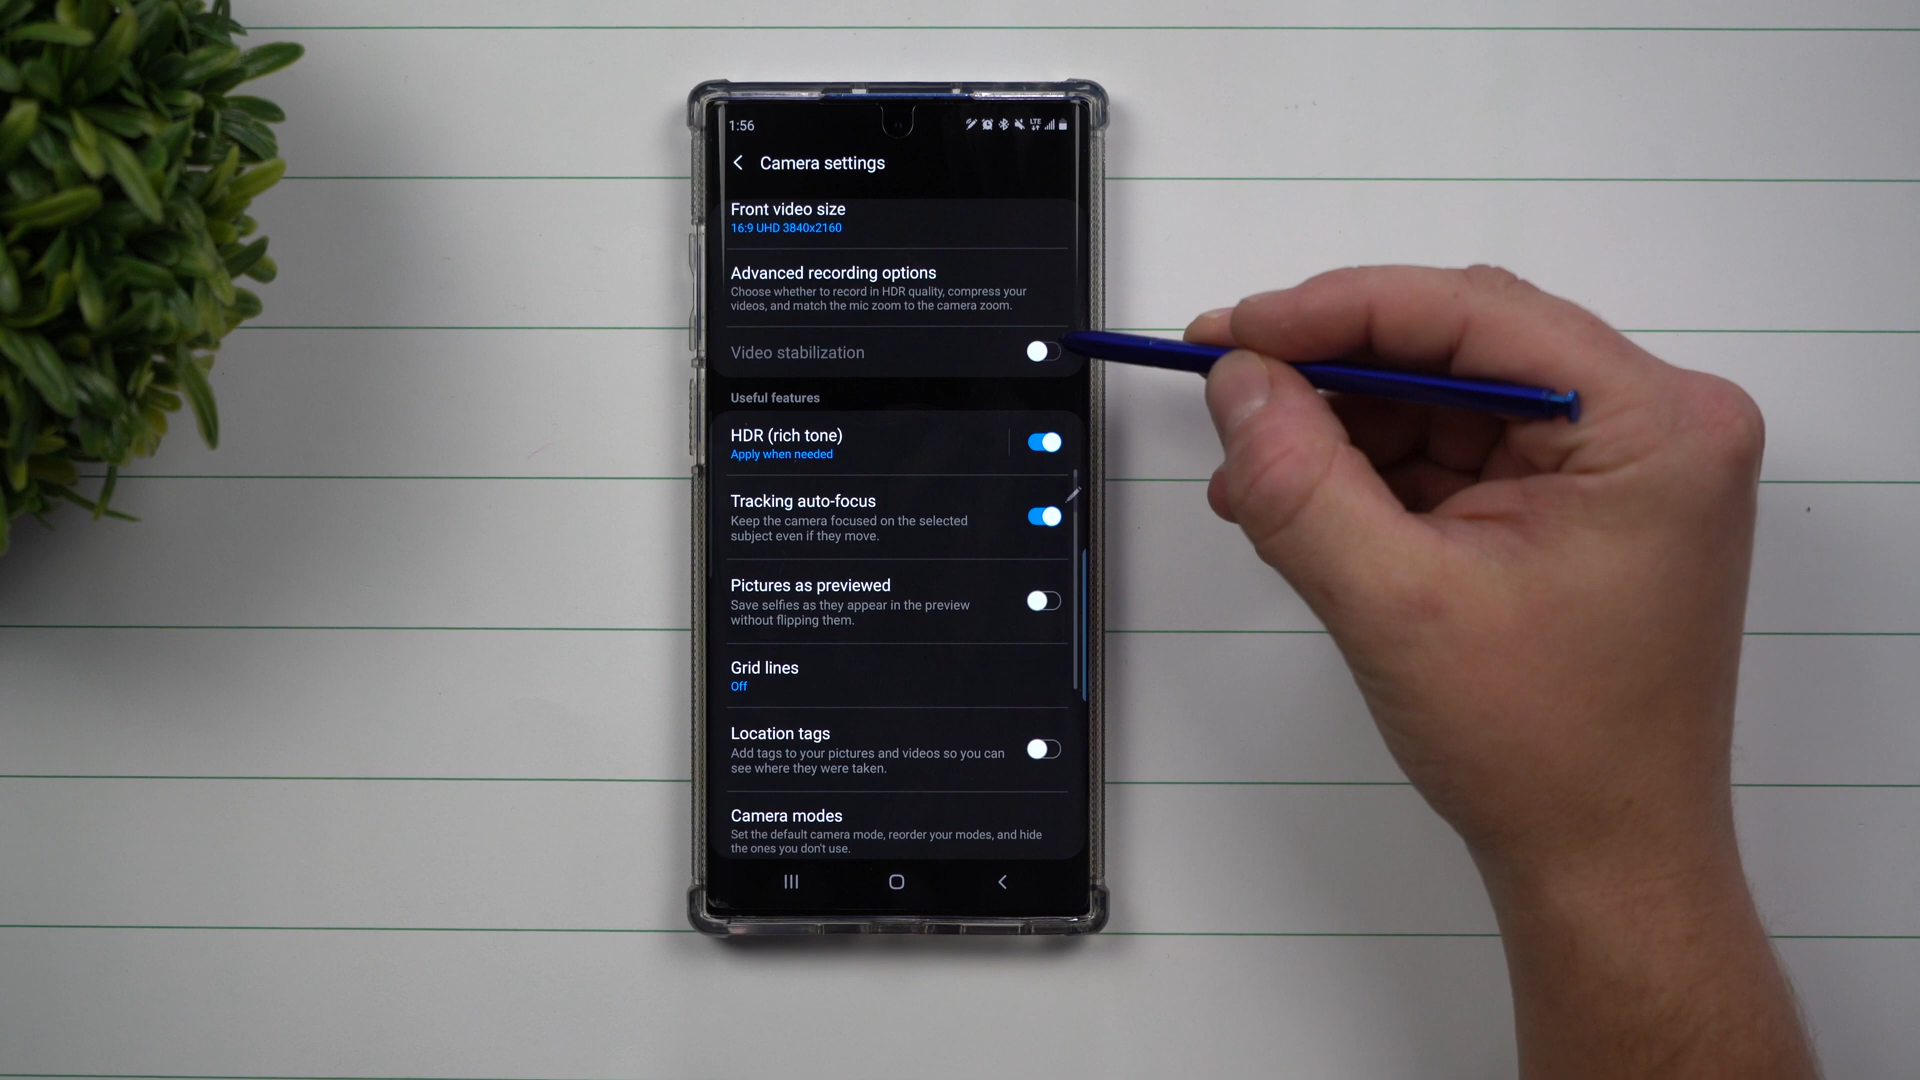 1:56
LTE
Camera settings
Front video size
16:9 UHD 3840x2160
Advanced recording options
Choose whether to record in HDR quality, compress your
videos, and match the mic zoom to the camera zoom.
Video stabilization
Useful features
HDR (rich tone)
Apply when needed
Tracking auto-focus
Keep the camera focused on the selected
subject even if they move.
Pictures as previewed
Save selfies as they appear in the preview
without flipping them.
Grid lines
Off
Location tags
Add tags to your pictures and videos so you can
see where they were taken.
Camera modes
Set the default camera mode, reorder your modes, and hide
the ones you don't use.